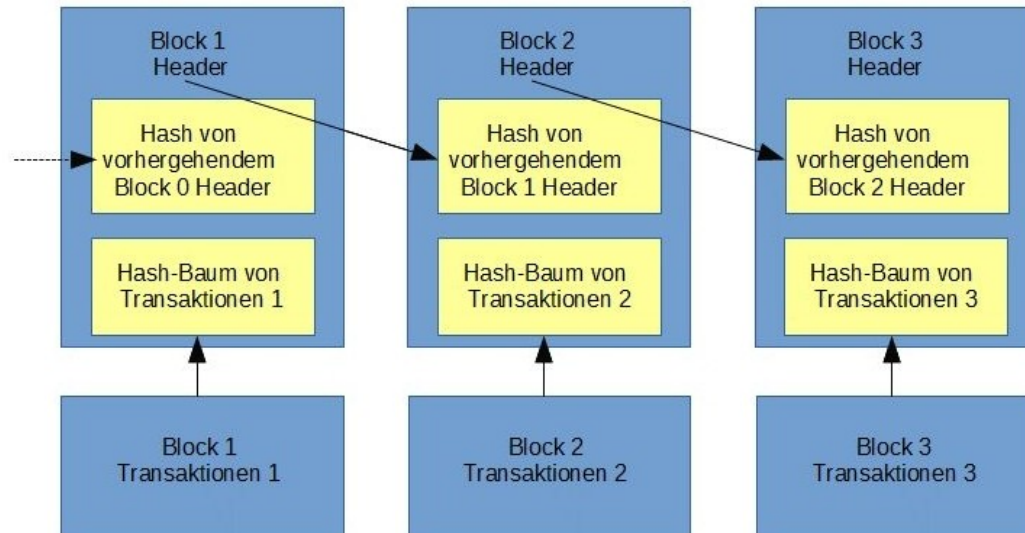 Block 1
Header
Hash von
vorhergehendem
Block 0 Header
Hash-Baum von
Transaktionen 1
Block 1
Transaktionen 1
Block 2
Header
Hash von
vorhergehendem
Block 1 Header
Hash-Baum von
Transaktionen 2
Block 2
Transaktionen 2
Block 3
Header
Hash von
vorhergehendem
Block 2 Header
Hash-Baum von
Transaktionen 3
Block 3
Transaktionen 3